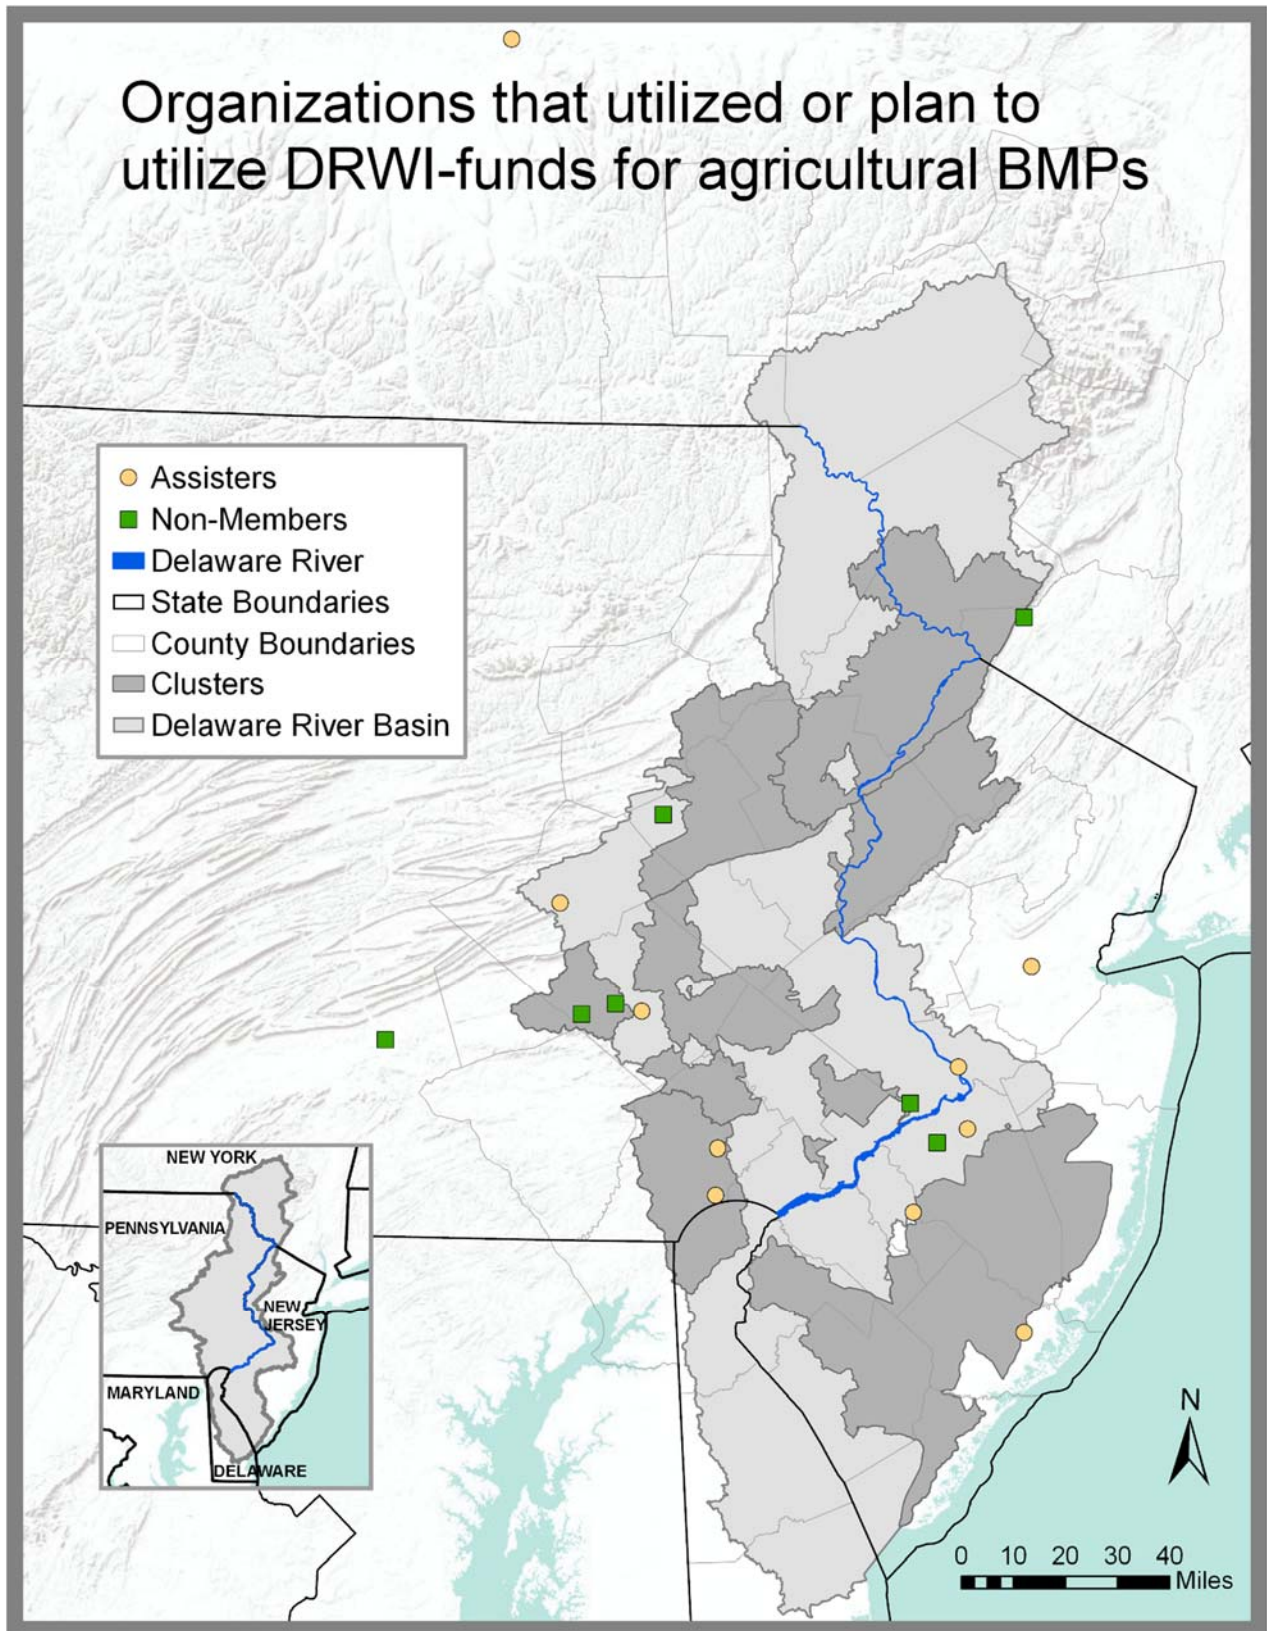 Organizations that utilized or plan to
utilize DRWI-funds for agricultural BMPs
Assisters
Non-Members
Delaware River
State Boundaries
County Boundaries
Clusters
Delaware River Basin
NEW YORK
PENNSYLVANIA
NEW
JERSEY
MARYLAND
DELAWARE
N
0 10 20 30 40
Miles